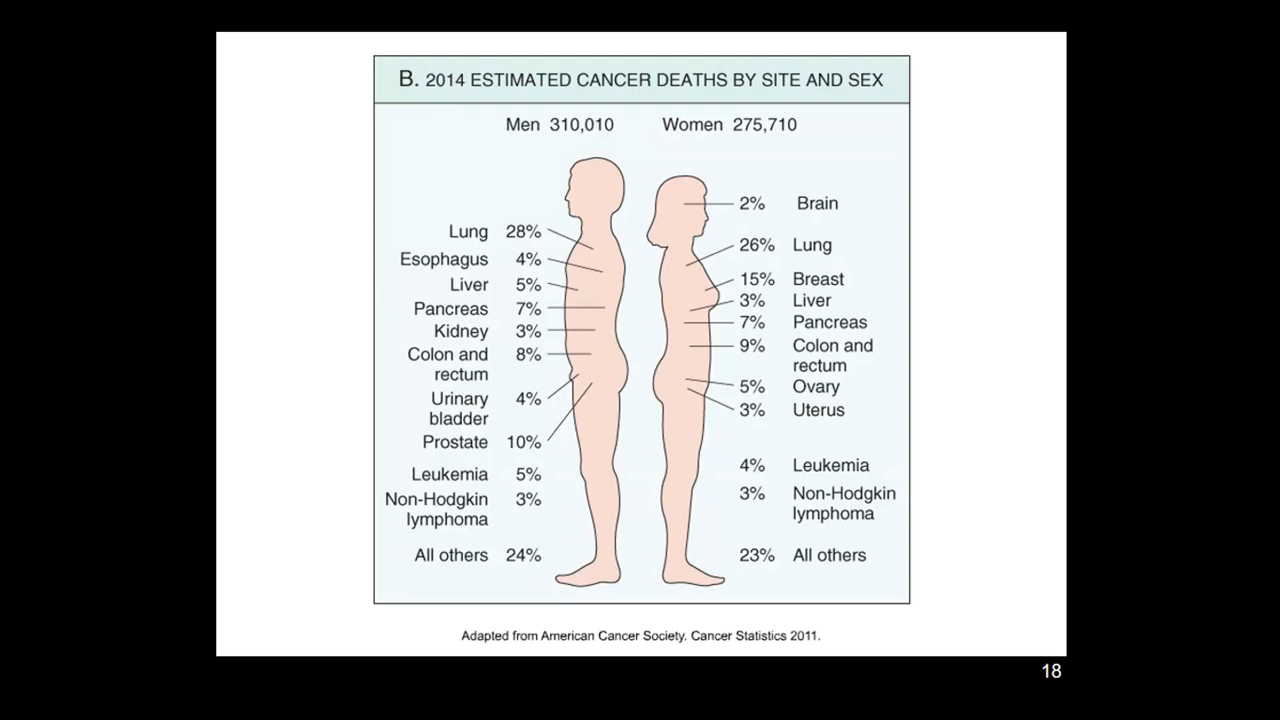 B. 2014 ESTIMATED CANCER DEATHS BY SITE AND SEX
Men 310,010 Women 275,710
Lung 28%
Esophagus 4%
Liver 5%
Pancreas 7%
Kidney 3%
Colon and 8%
rectum
Urinary 4%
bladder
Prostate 10%
Leukemia 5%
Non-Hodgkin 3%
lymphoma
All others 24%
2% Brain
26% Lung
15% Breast
3% Liver
7% Pancreas
9% Colon and
rectum
5% Ovary
3% Uterus
4% Leukemia
3% Non-Hodgkin
lymphoma
23% All others
Adapted from American Cancer Society. Cancer Statistics 2011.
18